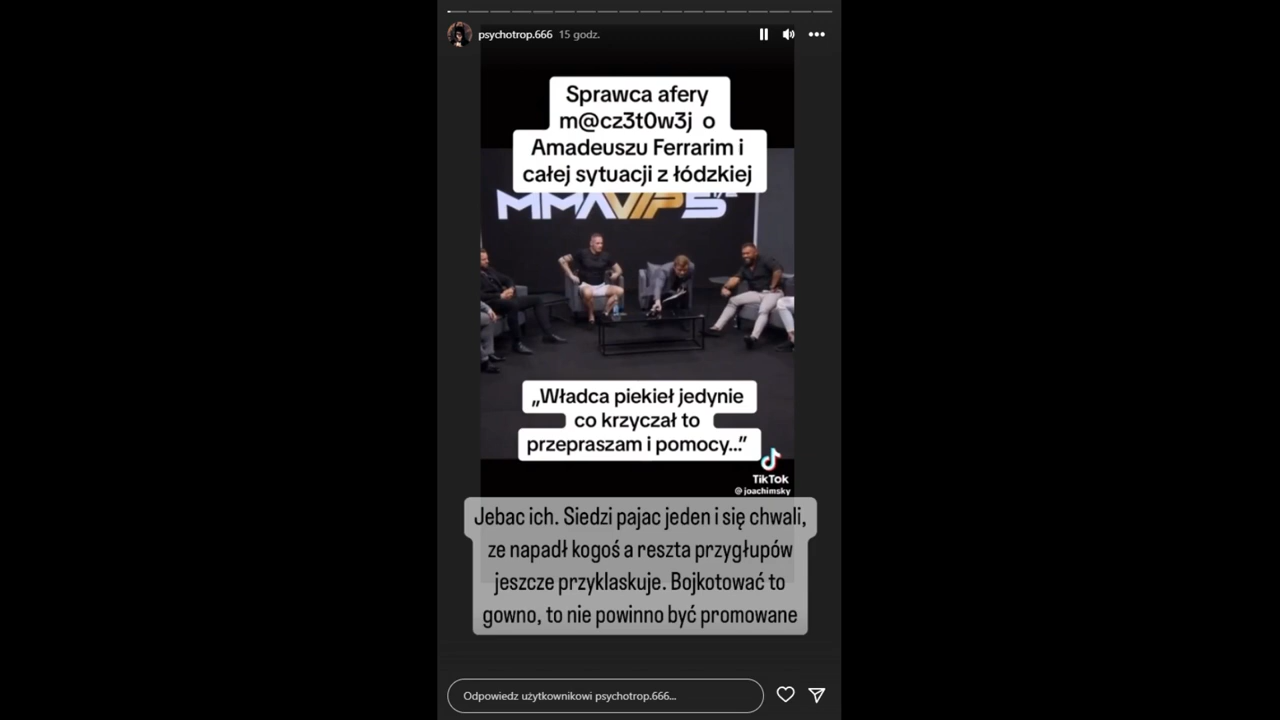 psychotrop.666 15 godz.
Sprawca afery
m@cz3t0w3j o
Amadeuszu Ferrarim i
całej sytuacji z łódzkiej
MMAVIP5
„Władca piekieł jedynie
co krzyczał to
przepraszam i pomocy...”
TikTok
@joachimsky
Jebac ich. Siedzi pajac jeden i się chwali,
ze napadł kogoś a reszta przygłupów
jeszcze przyklaskuje. Bojkotować to
gowno, to nie powinno być promowane
Odpowiedz użytkownikowi psychotrop.666...